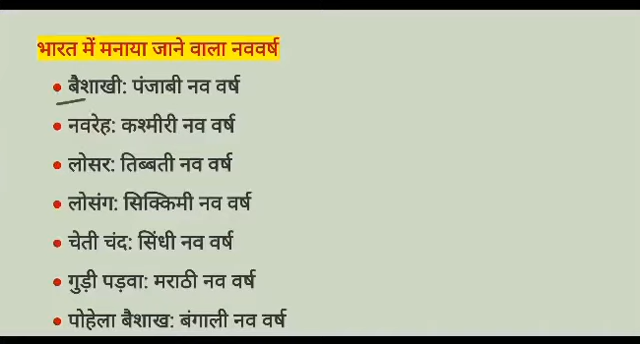 भारत में मनाया जाने वाला नववर्ष
• बैशाखी: पंजाबी नव वर्ष
• नवरेह: कश्मीरी नव वर्ष
• लोसर: तिब्बती नव वर्ष
• लोसंग: सिक्किमी नव वर्ष
• चेती चंद: सिंधी नव वर्ष
• गुड़ी पड़वा: मराठी नव वर्ष
• पोहेला बैशाख: बंगाली नव वर्ष